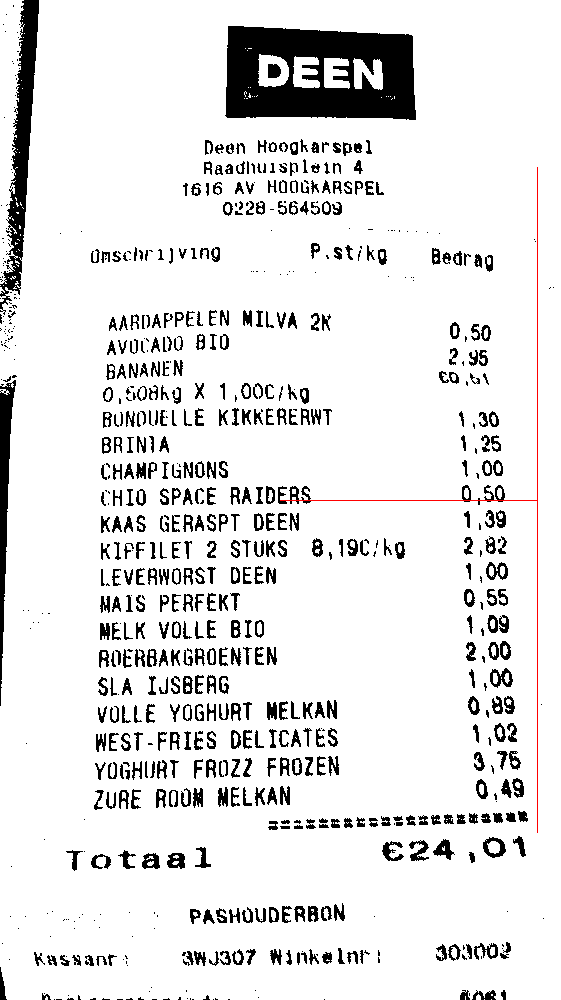 DEEN
Deen Hoogkarspel
Raadhuisplein 4
1616 AV HOOGKARSPEL
0228-564509
Omschrijving P.st/kg Bedrag
AARDAPPELEN MILVA 2K 0,50
AVOCADO BIO 2,95
BANANEN €0,51
0,508kg X 1,00€/kg
BONDUELLE KIKKERERWT 1,30
BRINTA 1,25
CHAMPIGNONS 1,00
CHIO SPACE RAIDERS 0,50
KAAS GERASPT DEEN 1,39
KIPFILET 2 STUKS 8,19€/kg 2,82
LEVERWORST DEEN 1,00
MAIS PERFEKT 0,55
MELK VOLLE BIO 1,09
ROERBAKGROENTEN 2,00
SLA IJSBERG 1,00
VOLLE YOGHURT MELKAN 0,89
WEST-FRIES DELICATES 1,02
YOGHURT FROZZ FROZEN 3,75
ZURE ROOM MELKAN 0,49
=======================
Totaal €24,01
PASHOUDERBON
Kassanr: 3WJ307 Winkelnr: 303002